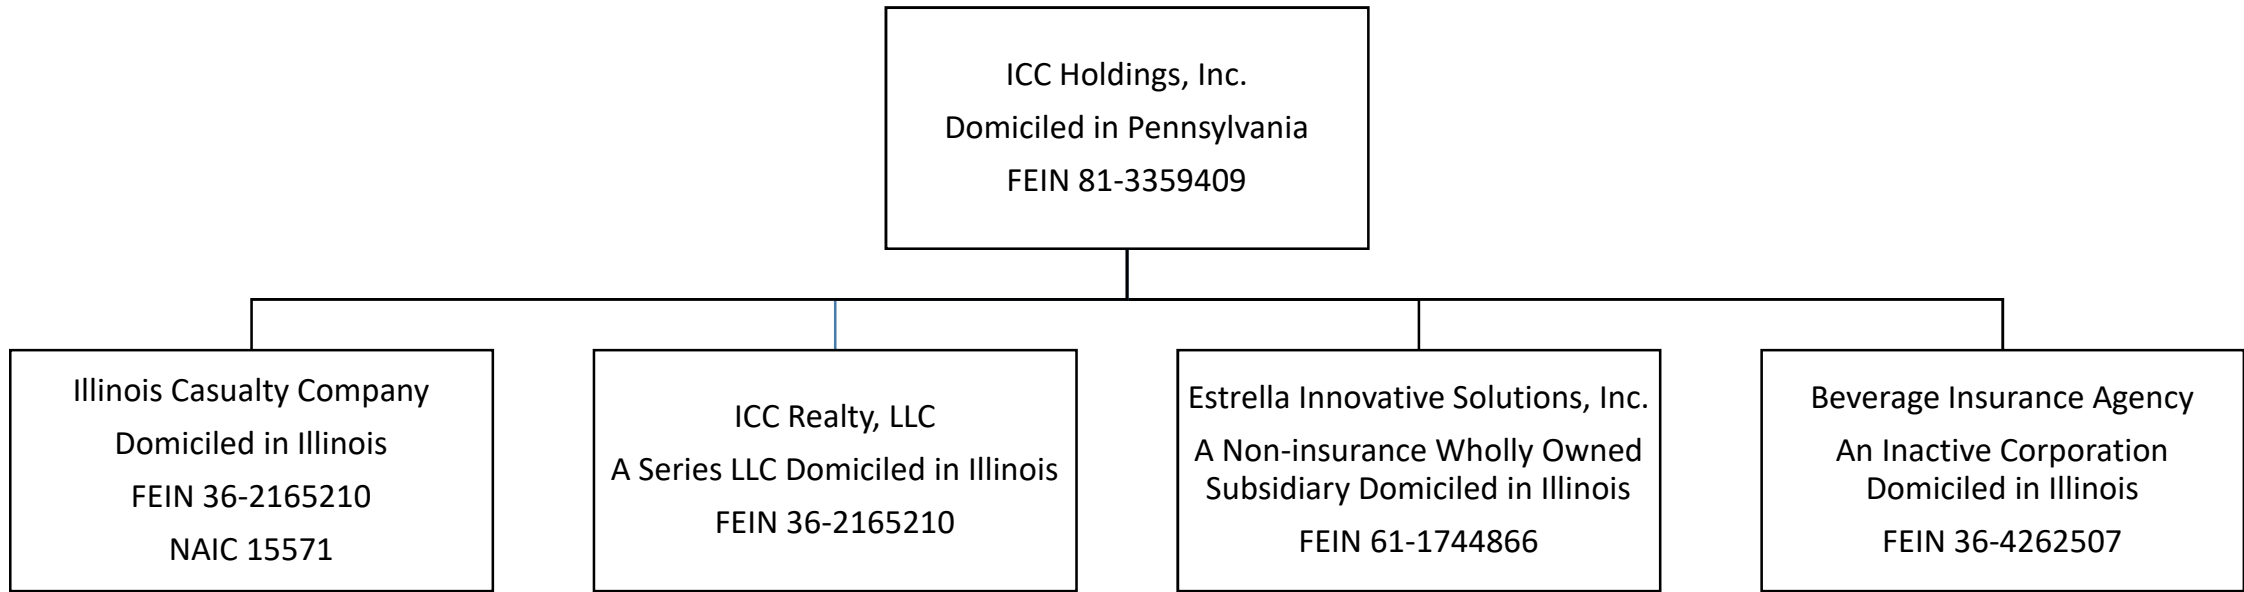 ICC Holdings, Inc.
Domiciled in Pennsylvania
FEIN 81-3359409
Illinois Casualty Company
Domiciled in Illinois
FEIN 36-2165210
NAIC 15571
ICC Realty, LLC
A Series LLC Domiciled in Illinois
FEIN 36-2165210
Estrella Innovative Solutions, Inc.
A Non-insurance Wholly Owned
Subsidiary Domiciled in Illinois
FEIN 61-1744866
Beverage Insurance Agency
An Inactive Corporation
Domiciled in Illinois
FEIN 36-4262507